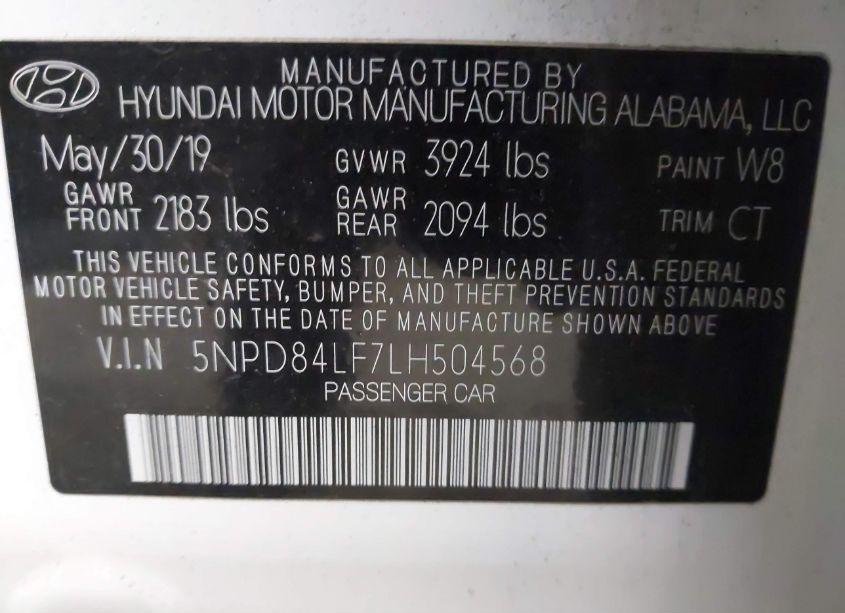 MANUFACTURED BY
HYUNDAI MOTOR MANUFACTURING ALABAMA, LLC
May/30/19 GVWR 3924 lbs PAINT W8
GAWR FRONT 2183 lbs GAWR REAR 2094 lbs TRIM CT
THIS VEHICLE CONFORMS TO ALL APPLICABLE U.S.A. FEDERAL
MOTOR VEHICLE SAFETY, BUMPER, AND THEFT PREVENTION STANDARDS
IN EFFECT ON THE DATE OF MANUFACTURE SHOWN ABOVE
V.I.N 5NPD84LF7LH504568
PASSENGER CAR